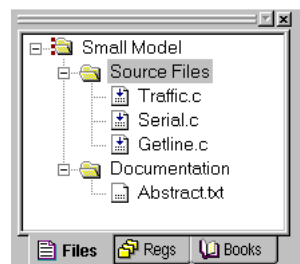 Small Model
Source Files
Traffic.c
Serial.c
Getline.c
Documentation
Abstract.txt
Files Regs Books